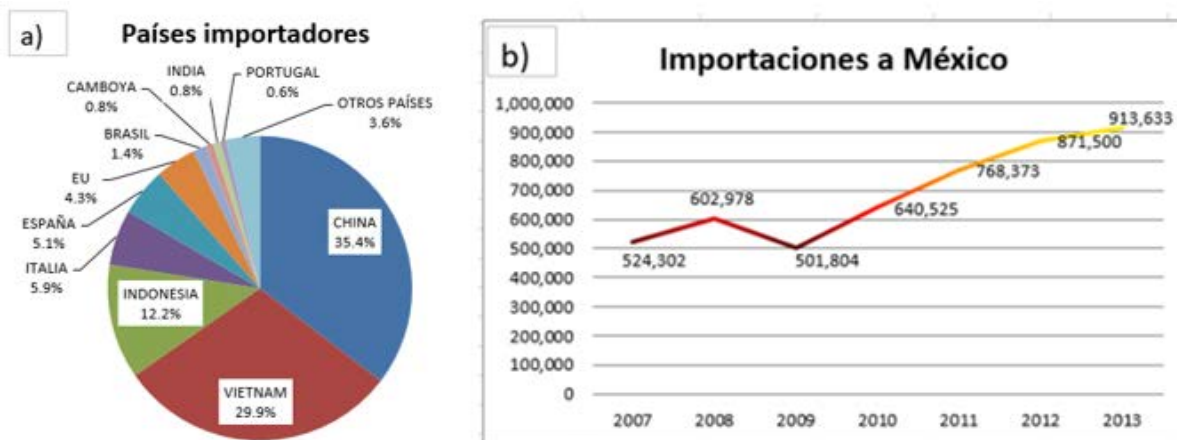 a)
Países importadores
INDIA
0.8%
PORTUGAL
0.6%
CAMBOYA
0.8%
OTROS PAÍSES
3.6%
BRASIL
1.4%
EU
4.3%
ESPAÑA
5.1%
ITALIA
5.9%
CHINA
35.4%
INDONESIA
12.2%
VIETNAM
29.9%
b)
Importaciones a México
1,000,000
900,000
800,000
700,000
600,000
500,000
400,000
300,000
200,000
100,000
0
524,302
602,978
501,804
640,525
768,373
871,500
913,633
2007 2008 2009 2010 2011 2012 2013